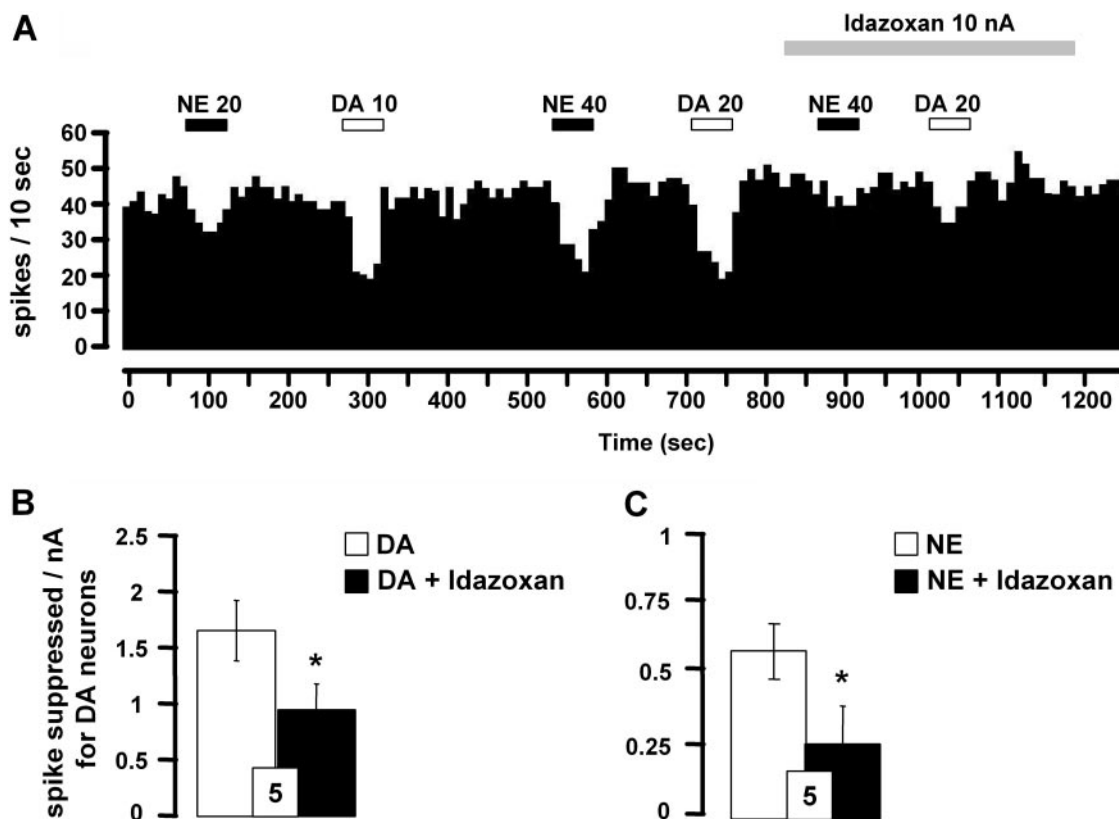 A
Idazoxan 10 nA
NE 20
DA 10
NE 40
DA 20
NE 40
DA 20
60
50
40
30
20
10
0
spikes / 10 sec
0 100 200 300 400 500 600 700 800 900 1000 1100 1200
Time (sec)
B
spike suppressed / nA
for DA neurons
2.5
2
1.5
1
0.5
0
DA
DA + Idazoxan
*
5
C
1
0.75
0.5
0.25
0
NE
NE + Idazoxan
*
5